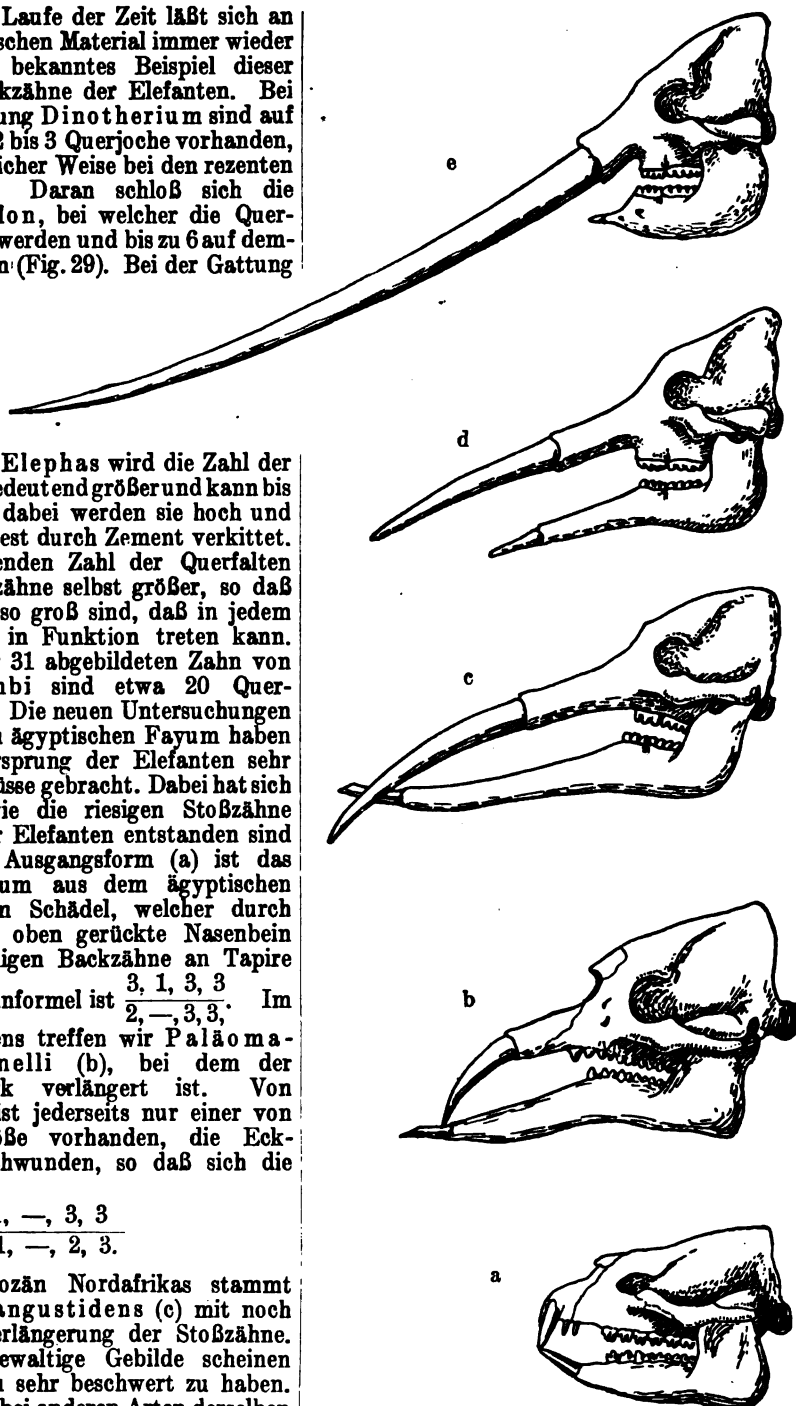 Laufe der Zeit läßt sich an
schen Material immer wieder
bekanntes Beispiel dieser
kzähne der Elefanten. Bei
ung Dinotherium sind auf
2 bis 3 Querjoche vorhanden,
icher Weise bei den rezenten
Daran schloß sich die
don, bei welcher die Quer-
werden und bis zu 6 auf dem-
n (Fig. 29). Bei der Gattung
e
d
Elephas wird die Zahl der
edeutend größer und kann bis
dabei werden sie hoch und
est durch Zement verkittet.
enden Zahl der Querfalten
zähne selbst größer, so daß
so groß sind, daß in jedem
in Funktion treten kann.
31 abgebildeten Zahn von
bi sind etwa 20 Quer-
Die neuen Untersuchungen
ägyptischen Fayum haben
rsprung der Elefanten sehr
üsse gebracht. Dabei hat sich
ie die riesigen Stoßzähne
r Elefanten entstanden sind
Ausgangsform (a) ist das
um aus dem ägyptischen
n Schädel, welcher durch
oben gerückte Nasenbein
igen Backzähne an Tapire
nformel ist 3, 1, 3, 3 / 2, —, 3, 3, . Im
ens treffen wir Paläoma-
nelli (b), bei dem der
k verlängert ist. Von
ist jederseits nur einer von
öße vorhanden, die Eck-
hwunden, so daß sich die
1, —, 3, 3
1, —, 2, 3.
ozän Nordafrikas stammt
angustidens (c) mit noch
erlängerung der Stoßzähne.
ewaltige Gebilde scheinen
sehr beschwert zu haben.
bei anderen Arten derselben
c
b
a